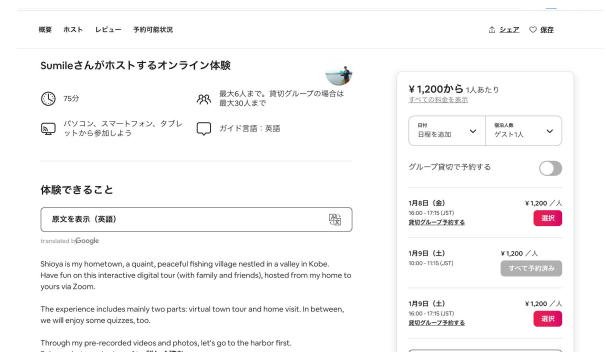 概要 ホスト レビュー 予約可能状況
シェア 保存
Sumileさんがホストするオンライン体験
75分
最大6人まで。貸切グループの場合は
最大30人まで
パソコン、スマートフォン、タブレ
ットから参加しよう
ガイド言語：英語
体験できること
原文を表示（英語）
translated by Google
Shioya is my hometown, a quaint, peaceful fishing village nestled in a valley in Kobe.
Have fun on this interactive digital tour (with family and friends), hosted from my home to
yours via Zoom.
The experience includes mainly two parts: virtual town tour and home visit. In between,
we will enjoy some quizzes, too.
Through my pre-recorded videos and photos, let's go to the harbor first.
¥1,200から 1人あたり
すべての料金を表示
日付
日程を追加
宿泊人数
ゲスト1人
グループ貸切で予約する
1月8日（金） ¥1,200 ／人
16:00 - 17:15 (JST)
貸切グループ予約する
選択
1月9日（土） ¥1,200 ／人
10:00 - 11:15 (JST)
すべて予約済み
1月9日（土） ¥1,200 ／人
16:00 - 17:15 (JST)
貸切グループ予約する
選択